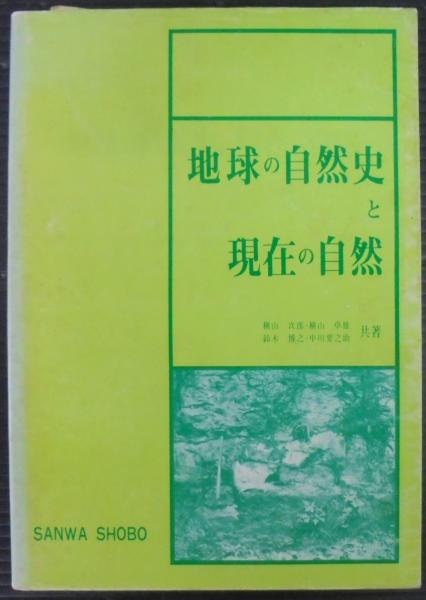 地球の自然史
と
現在の自然
横山 次郎・横山 卓雄
鈴木 博之・中川要之助 共著
SANWA SHOBO